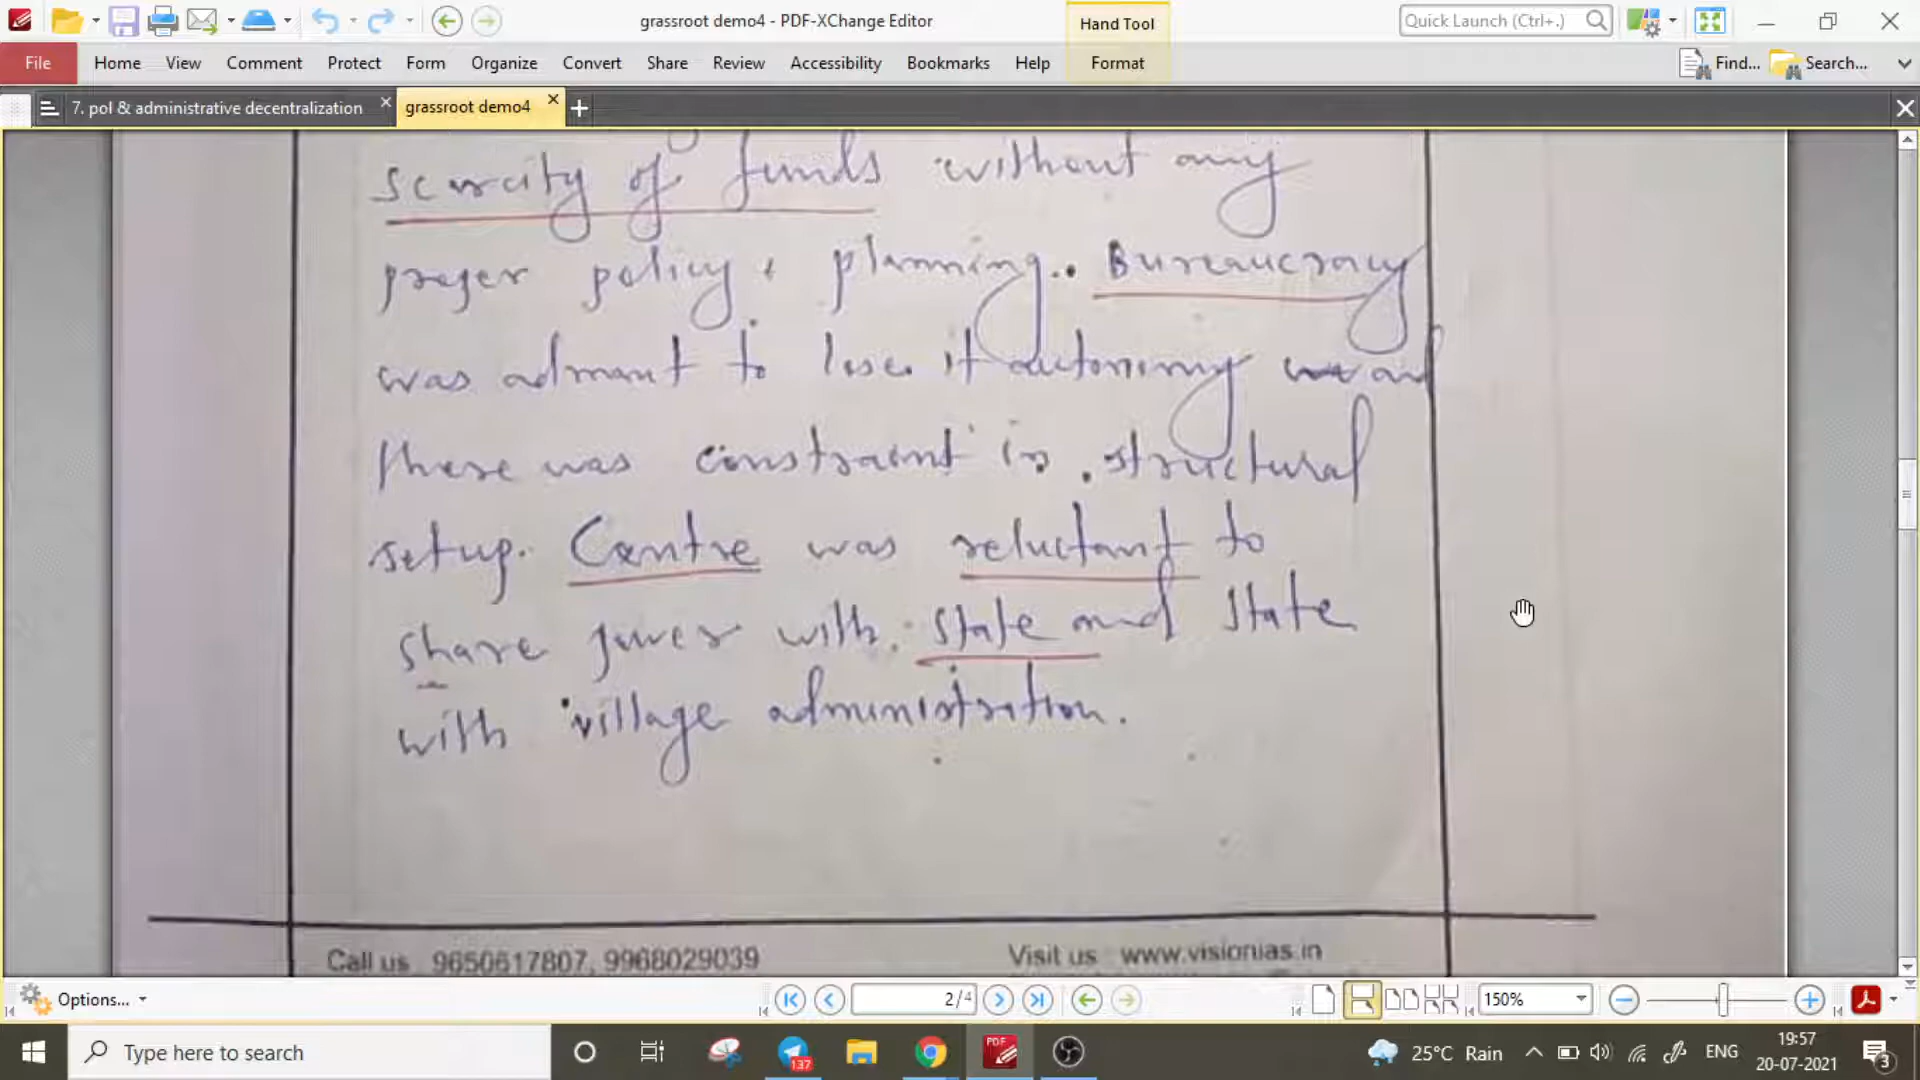 grassroot demo4 - PDF-XChange Editor
Hand Tool
Quick Launch (Ctrl+.)
File Home View Comment Protect Form Organize Convert Share Review Accessibility Bookmarks Help Format
Find... Search...
7. pol & administrative decentralization
grassroot demo4
scarcity of funds without any
proper policy & planning. Bureaucracy
was admant to lose it autonomy and
there was constraint in structural
setup. Centre was reluctant to
share power with state and state
with village administration.
Call us 9650617807, 9968029039
Visit us www.visionias.in
Options...
2/4
150%
Type here to search
137
PDF
25°C Rain
ENG
19:57
20-07-2021
3